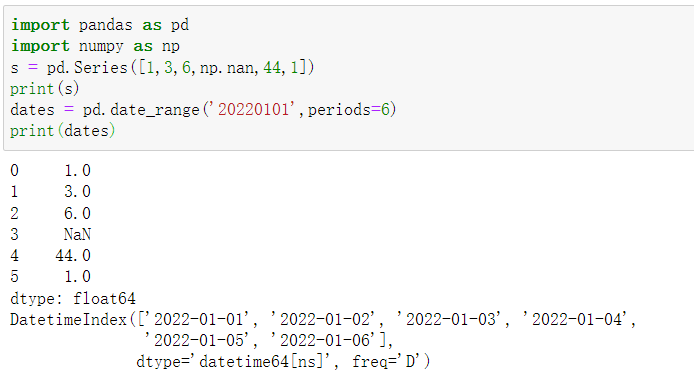 import pandas as pd
import numpy as np
s = pd.Series([1,3,6,np.nan,44,1])
print(s)
dates = pd.date_range('20220101',periods=6)
print(dates)
0     1.0
1     3.0
2     6.0
3     NaN
4    44.0
5     1.0
dtype: float64
DatetimeIndex(['2022-01-01', '2022-01-02', '2022-01-03', '2022-01-04',
               '2022-01-05', '2022-01-06'],
              dtype='datetime64[ns]', freq='D')